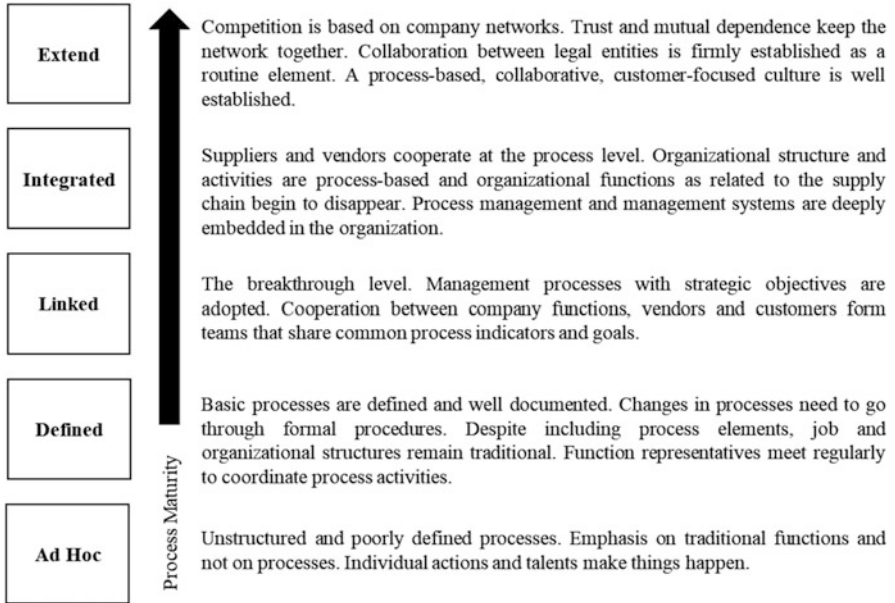 Extend
Competition is based on company networks. Trust and mutual dependence keep the
network together. Collaboration between legal entities is firmly established as a
routine element. A process-based, collaborative, customer-focused culture is well
established.
Integrated
Suppliers and vendors cooperate at the process level. Organizational structure and
activities are process-based and organizational functions as related to the supply
chain begin to disappear. Process management and management systems are deeply
embedded in the organization.
Linked
The breakthrough level. Management processes with strategic objectives are
adopted. Cooperation between company functions, vendors and customers form
teams that share common process indicators and goals.
Defined
Basic processes are defined and well documented. Changes in processes need to go
through formal procedures. Despite including process elements, job and
organizational structures remain traditional. Function representatives meet regularly
to coordinate process activities.
Process Maturity
Ad Hoc
Unstructured and poorly defined processes. Emphasis on traditional functions and
not on processes. Individual actions and talents make things happen.